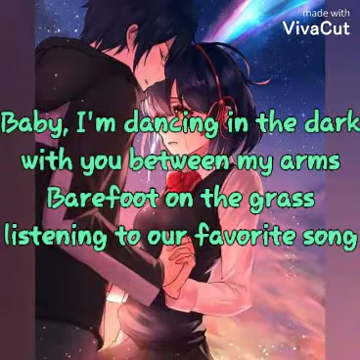 made with
VivaCut
Baby, I'm dancing in the dark
with you between my arms
Barefoot on the grass
listening to our favorite song